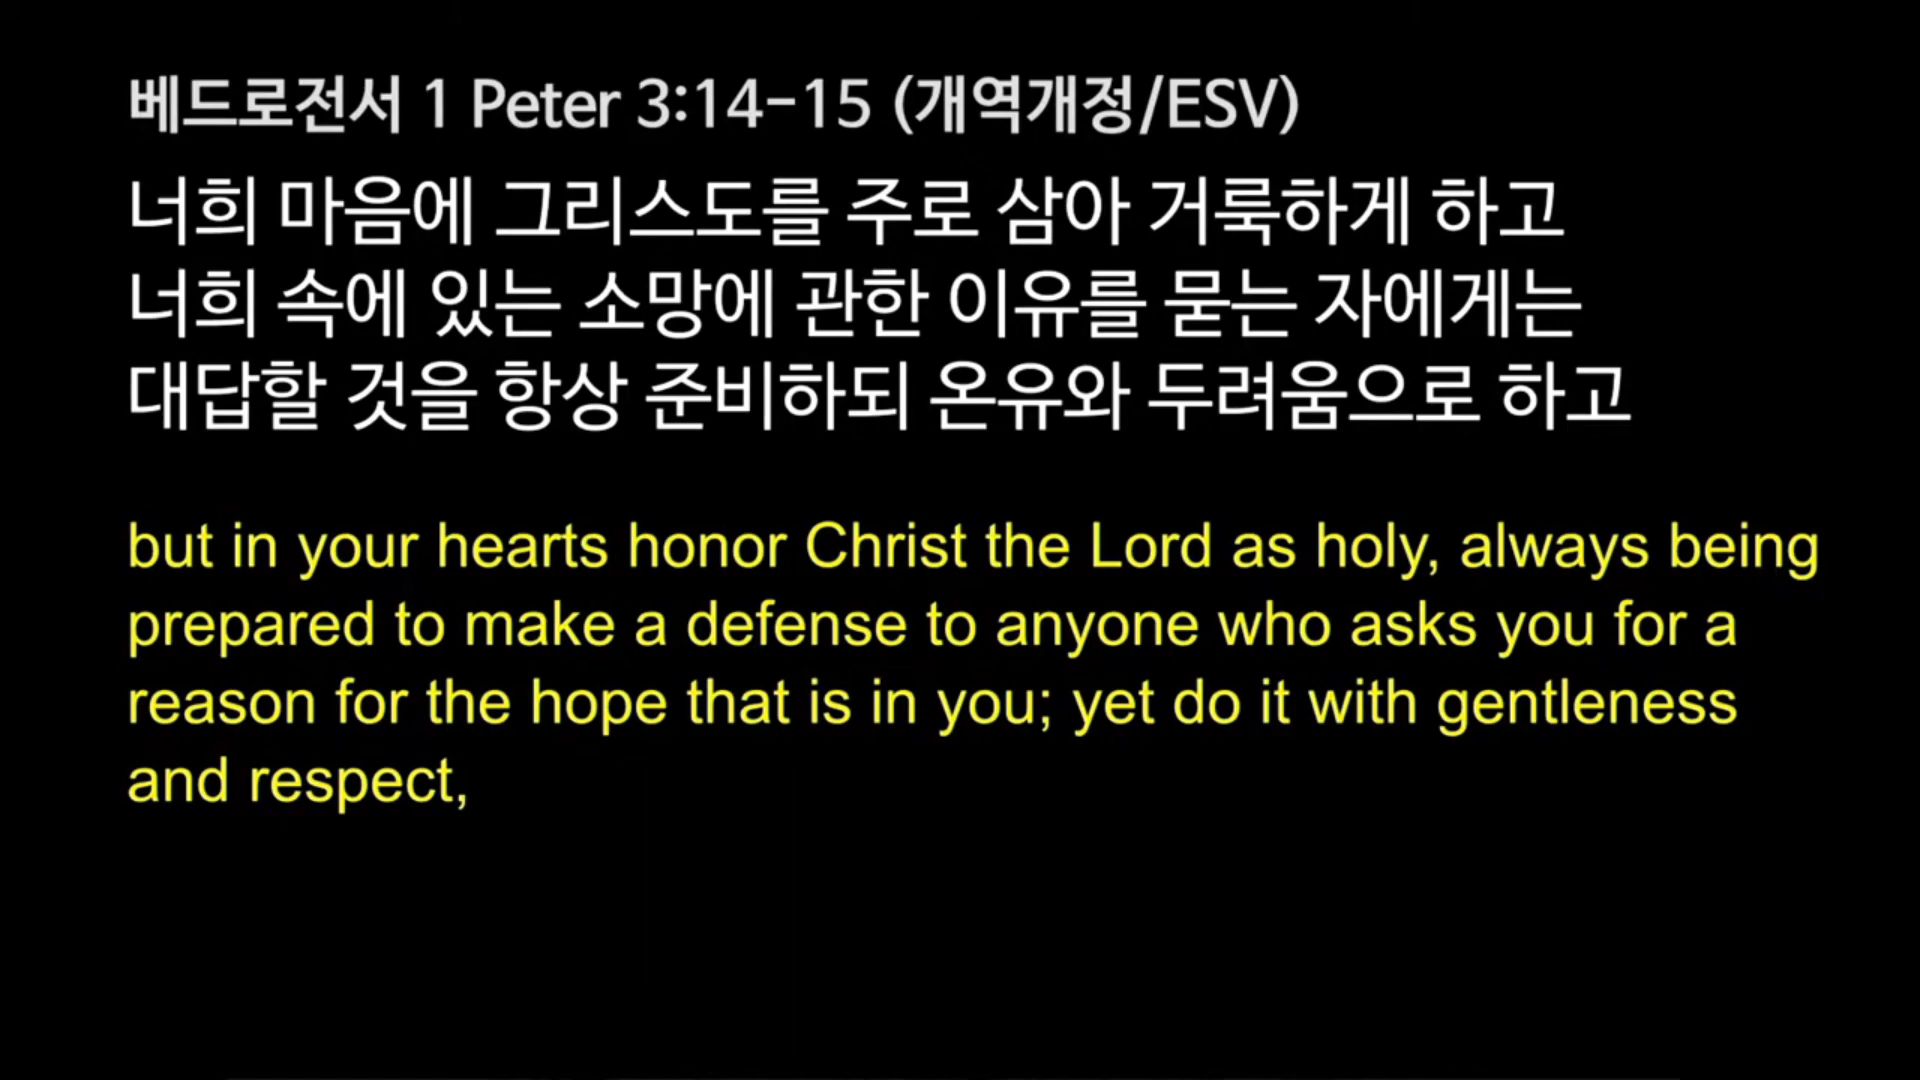 베드로전서 1 Peter 3:14-15 (개역개정/ESV)
너희 마음에 그리스도를 주로 삼아 거룩하게 하고
너희 속에 있는 소망에 관한 이유를 묻는 자에게는
대답할 것을 항상 준비하되 온유와 두려움으로 하고
but in your hearts honor Christ the Lord as holy, always being
prepared to make a defense to anyone who asks you for a
reason for the hope that is in you; yet do it with gentleness
and respect,